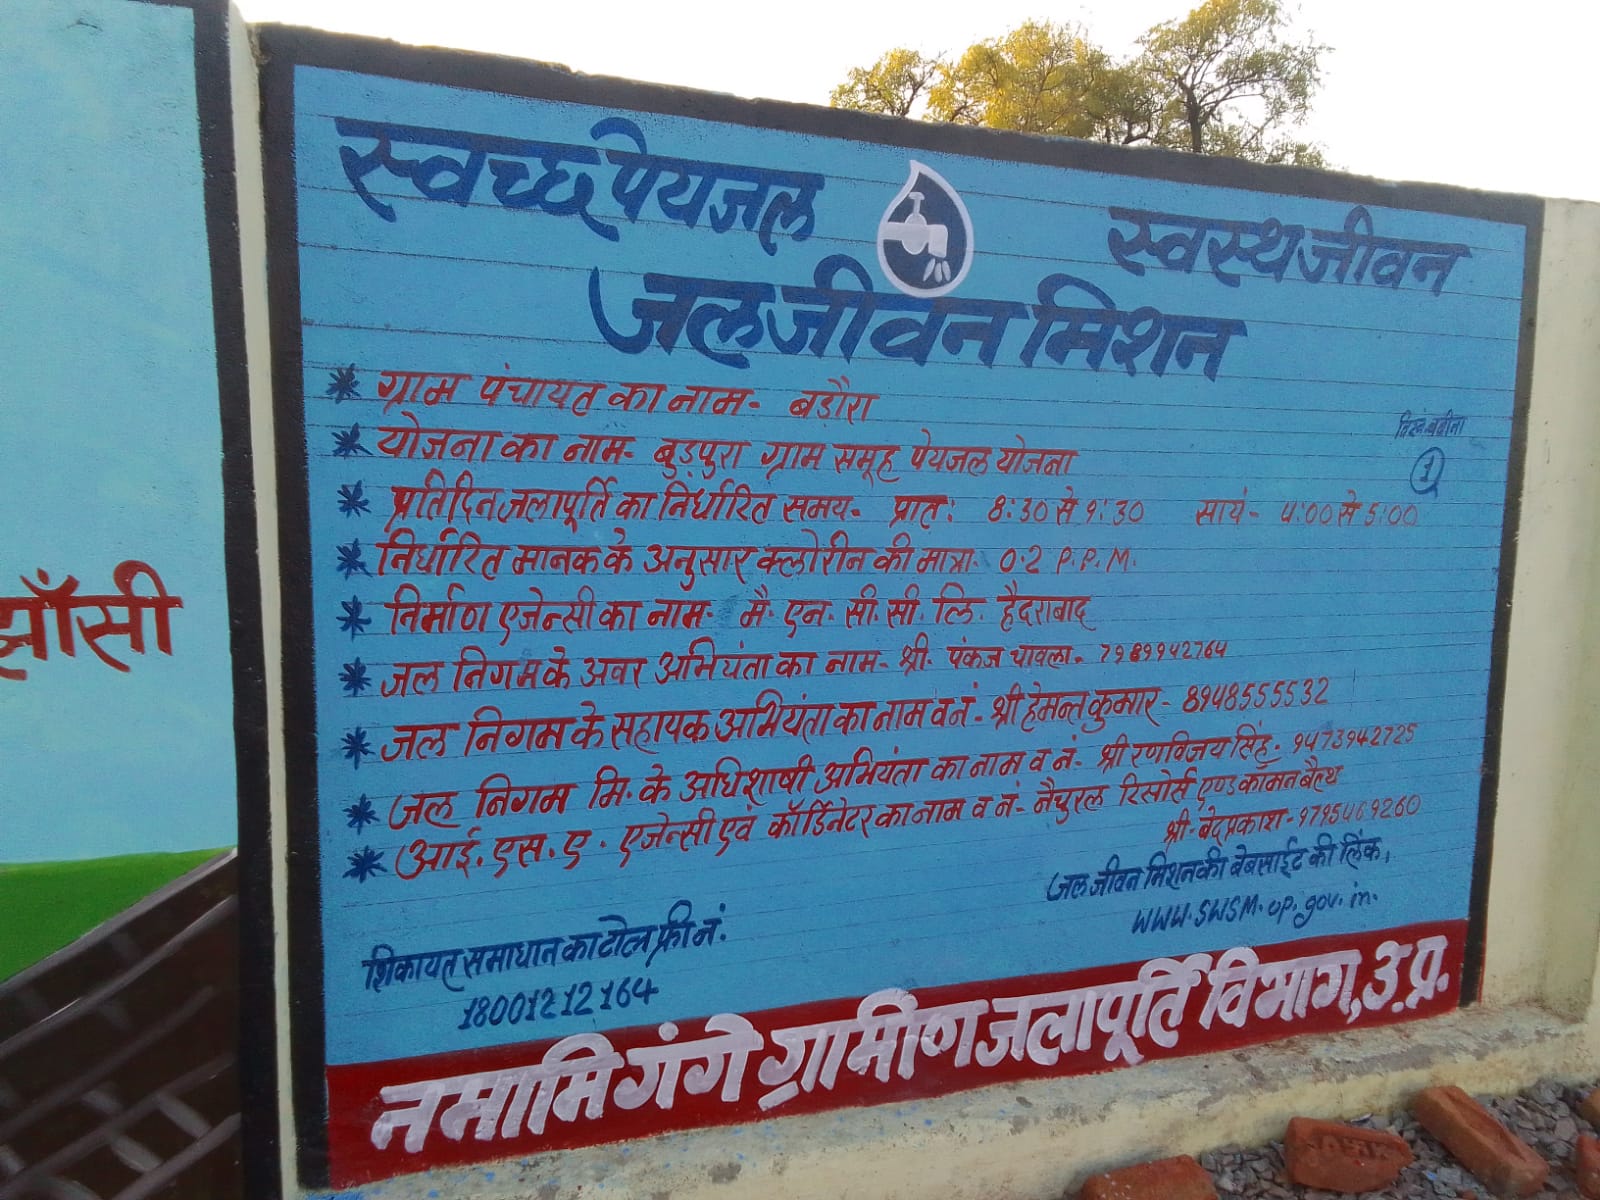 झाँसी
स्वच्छ पेयजल
स्वस्थ जीवन
जल जीवन मिशन
* ग्राम पंचायत का नाम- बड़ौरा
वि.ख. बबीना
1
* योजना का नाम- बुड़पुरा ग्राम समूह पेयजल योजना
* प्रतिदिन जलापूर्ति का निर्धारित समय- प्रातः 8:30 से 9:30 सायं- 4:00 से 5:00
* निर्धारित मानक के अनुसार क्लोरीन की मात्रा- 0.2 P.P.M.
* निर्माण एजेन्सी का नाम- मै. एन. सी. सी. लि. हैदराबाद
* जल निगम के अवर अभियंता का नाम- श्री. पंकज चावला- 7989942764
* जल निगम के सहायक अभियंता का नाम व नं- श्री हेमन्त कुमार- 8948555532
* जल निगम मि. के अधिशाषी अभियंता का नाम व नं- श्री रणविजय सिंह- 9473942725
* आई. एस. ए. एजेन्सी एवं कॉर्डिनेटर का नाम व नं- नैचुरल रिसोर्स एण्ड कॉमन वैल्थ
श्री- वेदप्रकाश- 9795469260
जल जीवन मिशन की वेबसाईट की लिंक,
WWW.SWSM.up.gov.in.
शिकायत समाधान का टोल फ्री नं.
18001212164
नमामि गंगे ग्रामीण जलापूर्ति विभाग, उ.प्र.